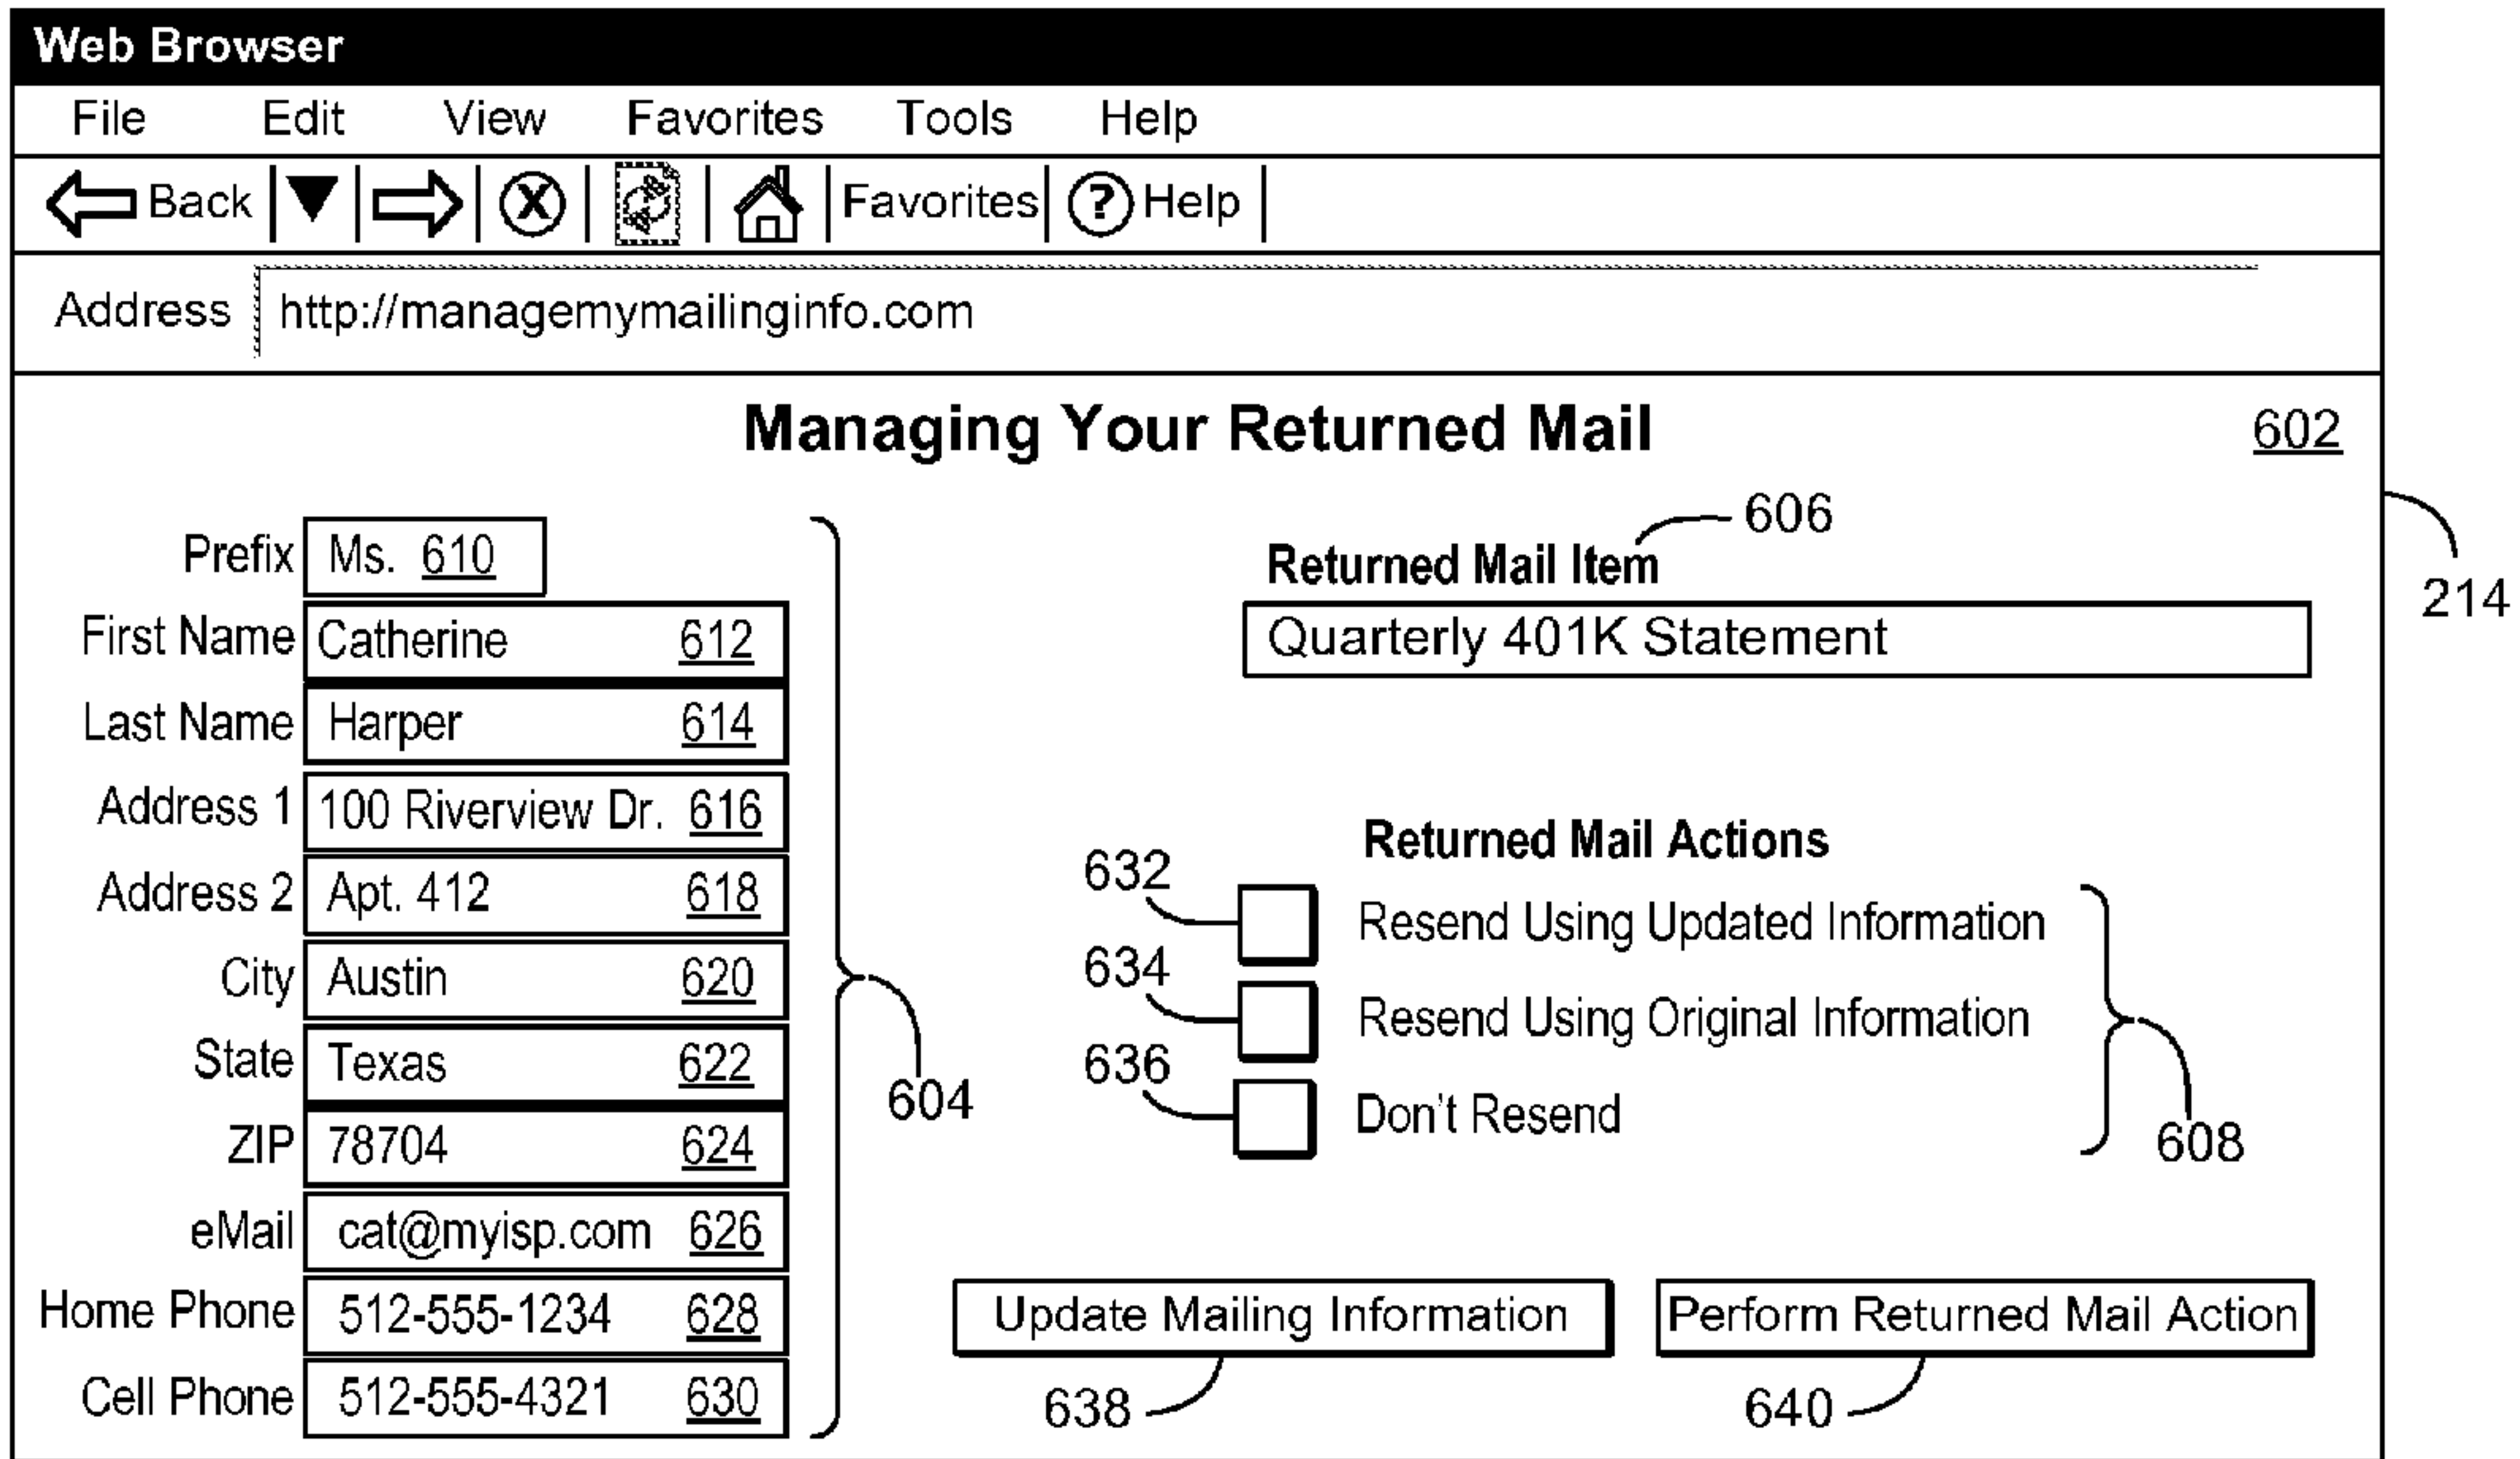 Web Browser
File Edit View Favorites Tools Help
Back X Favorites ? Help
Address http://managemymailinginfo.com
Managing Your Returned Mail 602
214
Prefix Ms. 610
First Name Catherine 612
Last Name Harper 614
Address 1 100 Riverview Dr. 616
Address 2 Apt. 412 618
City Austin 620
State Texas 622
ZIP 78704 624
eMail cat@myisp.com 626
Home Phone 512-555-1234 628
Cell Phone 512-555-4321 630
604
606
Returned Mail Item
Quarterly 401K Statement
Returned Mail Actions
632 Resend Using Updated Information
634 Resend Using Original Information
636 Don't Resend
608
Update Mailing Information
638
Perform Returned Mail Action
640